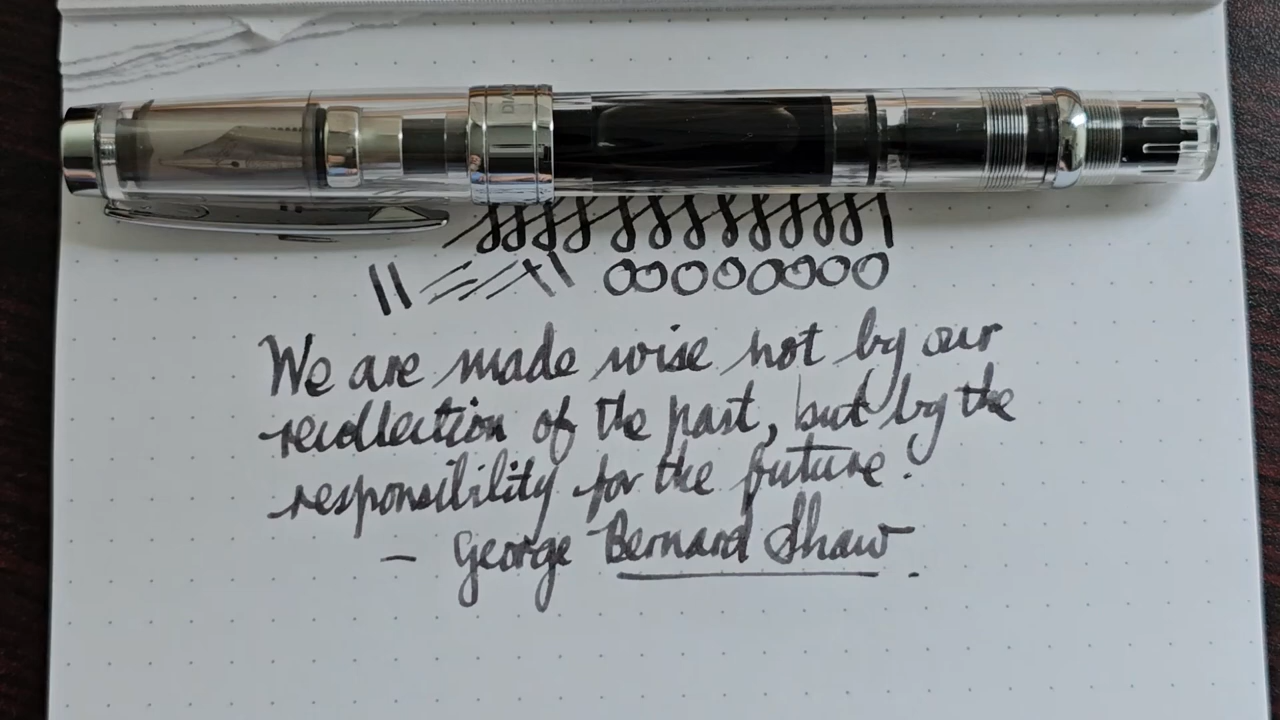 We are made wise not by our
recollection of the past, but by the
responsibility for the future.
- George Bernard Shaw.